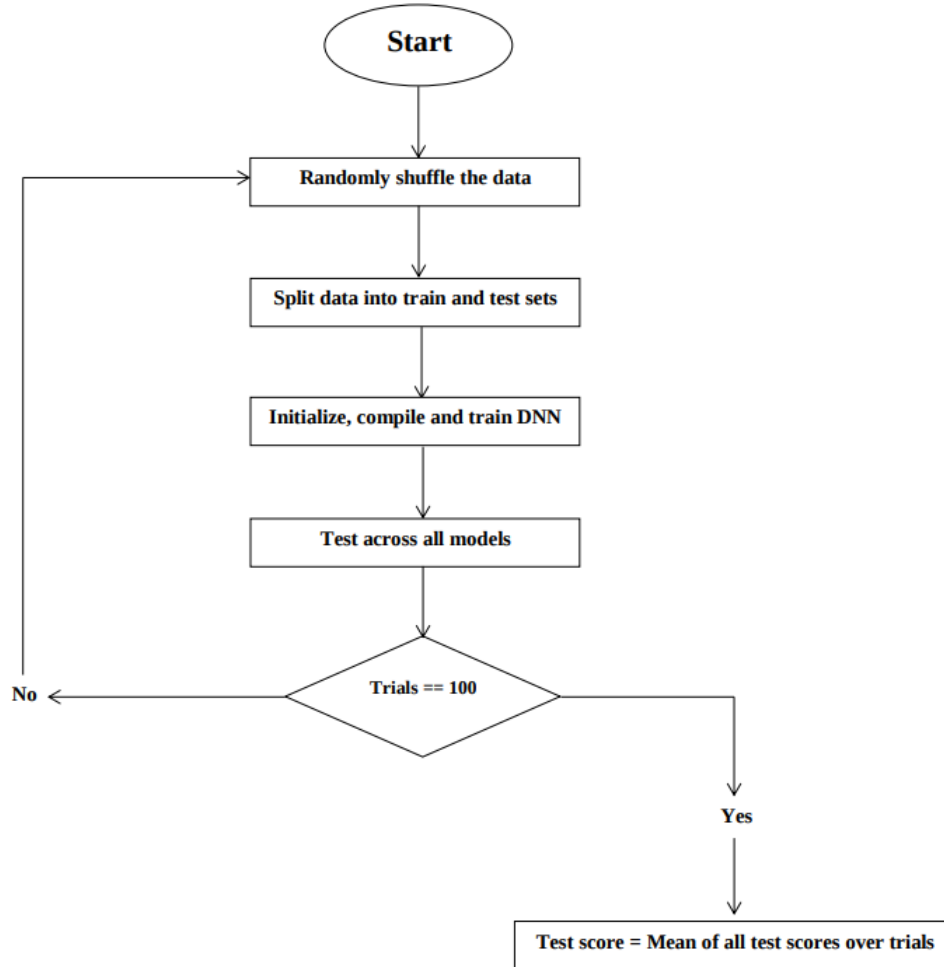 Start
Randomly shuffle the data
Split data into train and test sets
Initialize, compile and train DNN
Test across all models
Trials == 100
No
Yes
Test score = Mean of all test scores over trials